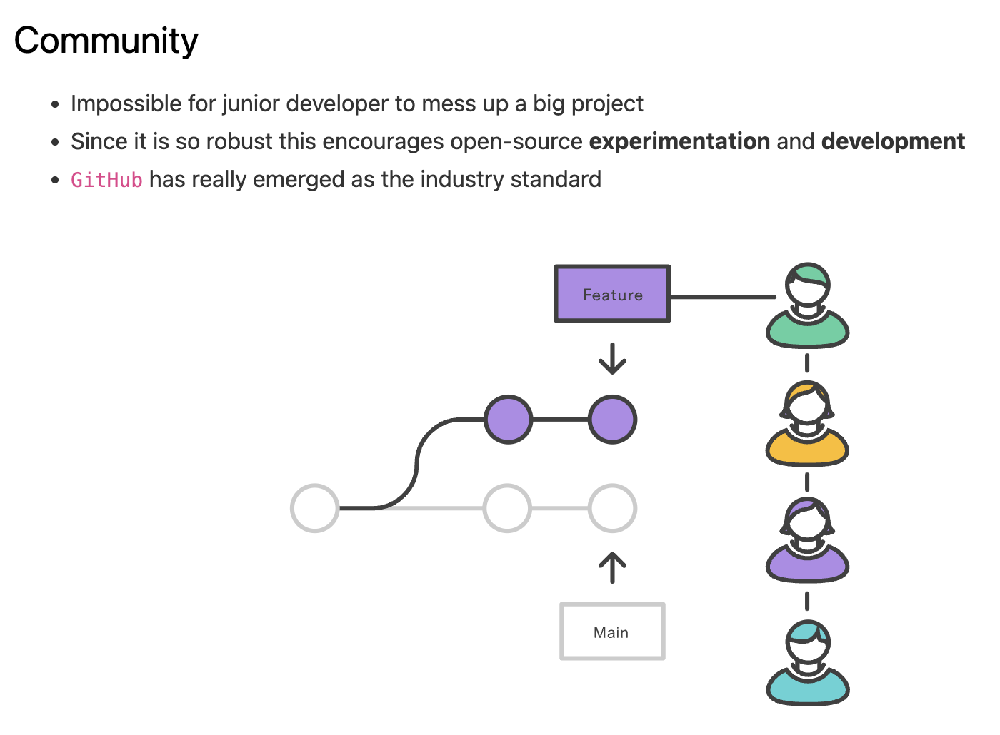 Community
Impossible for junior developer to mess up a big project
Since it is so robust this encourages open-source experimentation and development
GitHub has really emerged as the industry standard
Feature
Main